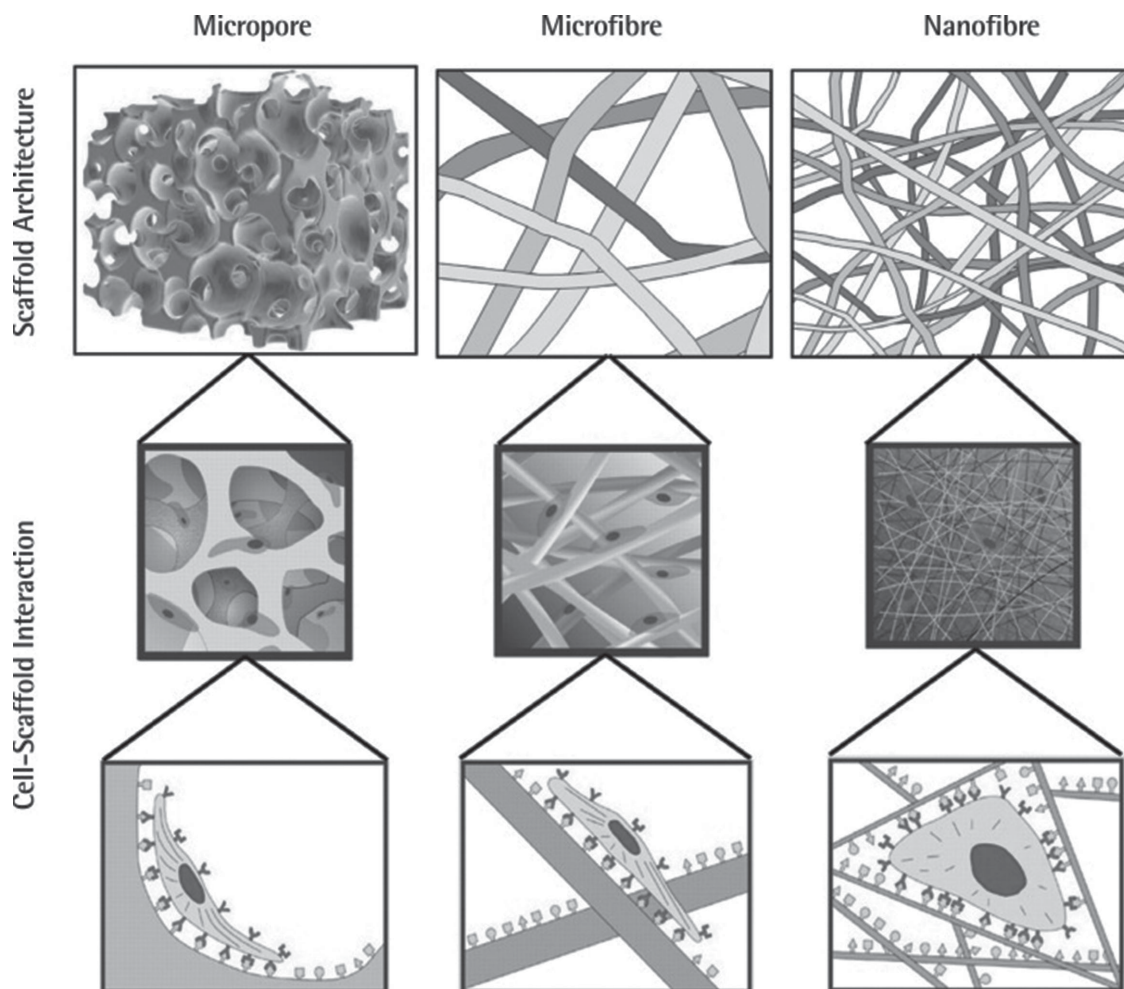 Micropore
Microfibre
Nanofibre
Scaffold Architecture
Cell-Scaffold Interaction